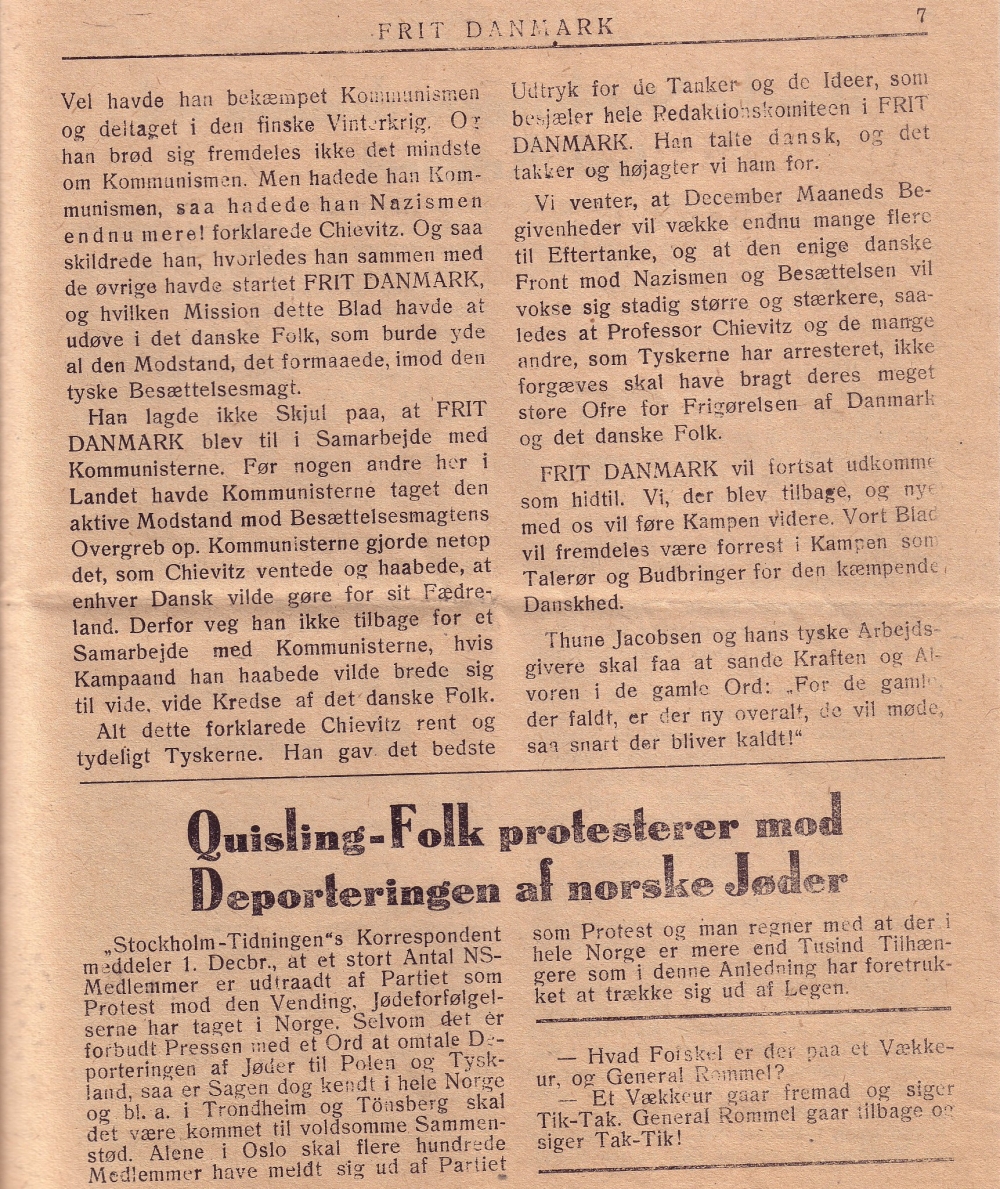 FRIT DANMARK
7
Vel havde han bekæmpet Kommunismen
og deltaget i den finske Vinterkrig. Og
han brød sig fremdeles ikke det mindste
om Kommunismen. Men hadede han Kom-
munismen, saa hadede han Nazismen
endnu mere! forklarede Chievitz. Og saa
skildrede han, hvorledes han sammen med
de øvrige havde startet FRIT DANMARK,
og hvilken Mission dette Blad havde at
udøve i det danske Folk, som burde yde
al den Modstand, det formaaede, imod den
tyske Besættelsesmagt.
Han lagde ikke Skjul paa, at FRIT
DANMARK blev til i Samarbejde med
Kommunisterne. Før nogen andre her i
Landet havde Kommunisterne taget den
aktive Modstand mod Besættelsesmagtens
Overgreb op. Kommunisterne gjorde netop
det, som Chievitz ventede og haabede, at
enhver Dansk vilde gøre for sit Fædre-
land. Derfor veg han ikke tilbage for et
Samarbejde med Kommunisterne, hvis
Kampaand han haabede vilde brede sig
til vide, vide Kredse af det danske Folk.
Alt dette forklarede Chievitz rent og
tydeligt Tyskerne. Han gav det bedste
Udtryk for de Tanker og de Ideer, som
besjæler hele Redaktionskomiteen i FRIT
DANMARK. Han talte dansk, og det
takker og højagter vi ham for.
Vi venter, at December Maaneds Be-
givenheder vil vække endnu mange flere
til Eftertanke, og at den enige danske
Front mod Nazismen og Besættelsen vil
vokse sig stadig større og stærkere, saa-
ledes at Professor Chievitz og de mange
andre, som Tyskerne har arresteret, ikke
forgæves skal have bragt deres meget
store Ofre for Frigørelsen af Danmark
og det danske Folk.
FRIT DANMARK vil fortsat udkomme
som hidtil. Vi, der blev tilbage, og nye
med os vil føre Kampen videre. Vort Blad
vil fremdeles være forrest i Kampen som
Talerør og Budbringer for den kæmpende
Danskhed.
Thune Jacobsen og hans tyske Arbejds-
givere skal faa at sande Kraften og Al-
voren i de gamle Ord: „For de gamle,
der faldt, er der ny overalt, de vil møde,
saa snart der bliver kaldt!“
Quisling-Folk protesterer mod
Deporteringen af norske Jøder
„Stockholm-Tidningen“s Korrespondent
meddeler 1. Decbr., at et stort Antal NS-
Medlemmer er udtraadt af Partiet som
Protest mod den Vending, Jødeforfølgel-
serne har taget i Norge. Selvom det er
forbudt Pressen med et Ord at omtale De-
porteringen af Jøder til Polen og Tysk-
land, saa er Sagen dog kendt i hele Norge
og bl. a. i Trondheim og Tönsberg skal
det være kommet til voldsomme Sammen-
stød. Alene i Oslo skal flere hundrede
Medlemmer have meldt sig ud af Partiet
som Protest og man regner med at der i
hele Norge er mere end Tusind Tilhæn-
gere som i denne Anledning har foretruk-
ket at trække sig ud af Legen.
— Hvad Forskel er der paa et Vække-
ur, og General Rommel?
— Et Vækkeur gaar fremad og siger
Tik-Tak. General Rommel gaar tilbage og
siger Tak-Tik!